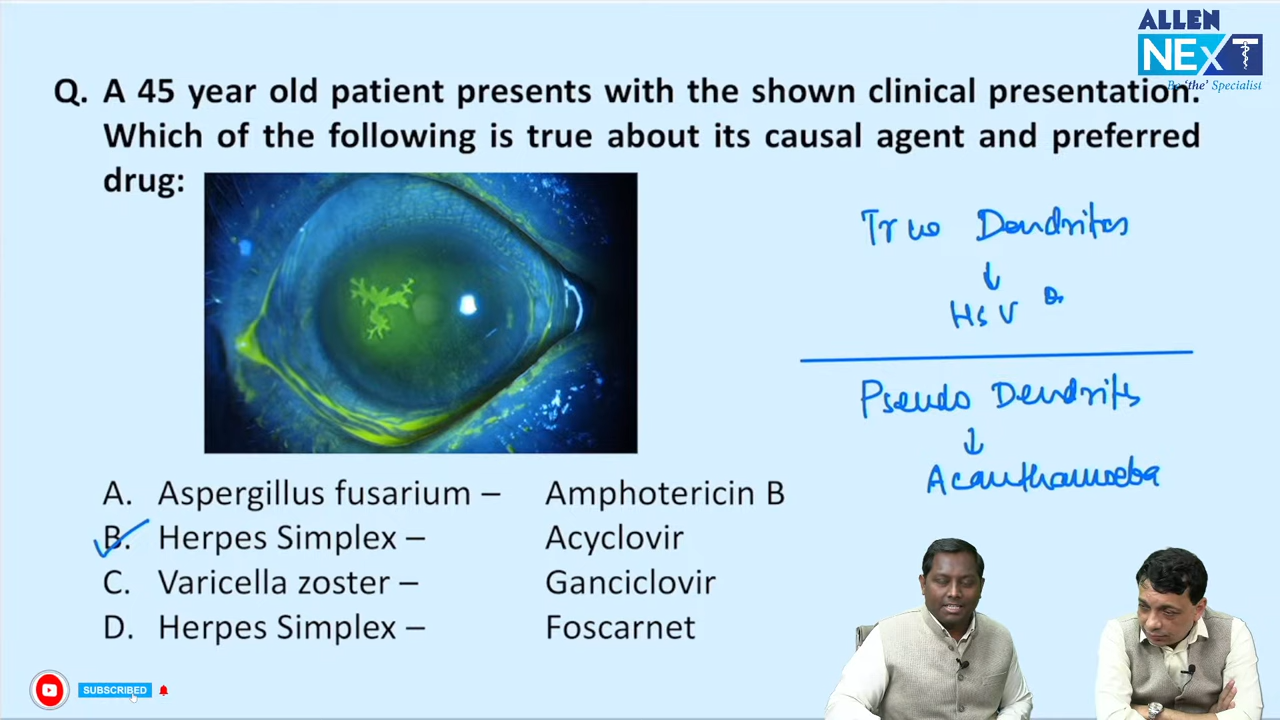 ALLEN
NEXT
Be 'the' Specialist
Q. A 45 year old patient presents with the shown clinical presentation.
Which of the following is true about its causal agent and preferred
drug:
True Dendrites
↓
HSV
Pseudo Dendrites
↓
Acanthamoeba
A. Aspergillus fusarium – Amphotericin B
B. Herpes Simplex – Acyclovir
C. Varicella zoster – Ganciclovir
D. Herpes Simplex – Foscarnet
SUBSCRIBED